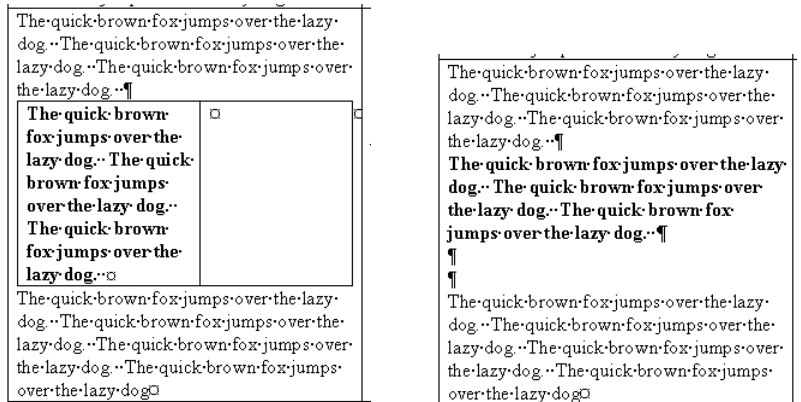 The·quick·brown·fox·jumps·over·the·lazy·
dog.··The·quick·brown·fox·jumps·over·the·
lazy·dog.··The·quick·brown·fox·jumps·over·
the·lazy·dog.··¶
The·quick·brown·
fox·jumps·over·the·
lazy·dog.··The·quick·
brown·fox·jumps·
over·the·lazy·dog.··
The·quick·brown·
fox·jumps·over·the·
lazy·dog.··¤
¤
¤
The·quick·brown·fox·jumps·over·the·lazy·
dog.··The·quick·brown·fox·jumps·over·the·
lazy·dog.··The·quick·brown·fox·jumps·over·
the·lazy·dog.··The·quick·brown·fox·jumps·
over·the·lazy·dog¤
The·quick·brown·fox·jumps·over·the·lazy·
dog.··The·quick·brown·fox·jumps·over·the·
lazy·dog.··The·quick·brown·fox·jumps·over·
the·lazy·dog.··¶
The·quick·brown·fox·jumps·over·the·lazy·
dog.··The·quick·brown·fox·jumps·over·
the·lazy·dog.··The·quick·brown·fox·
jumps·over·the·lazy·dog.··¶
¶
¶
The·quick·brown·fox·jumps·over·the·lazy·
dog.··The·quick·brown·fox·jumps·over·the·
lazy·dog.··The·quick·brown·fox·jumps·over·
the·lazy·dog.··The·quick·brown·fox·jumps·
over·the·lazy·dog¤